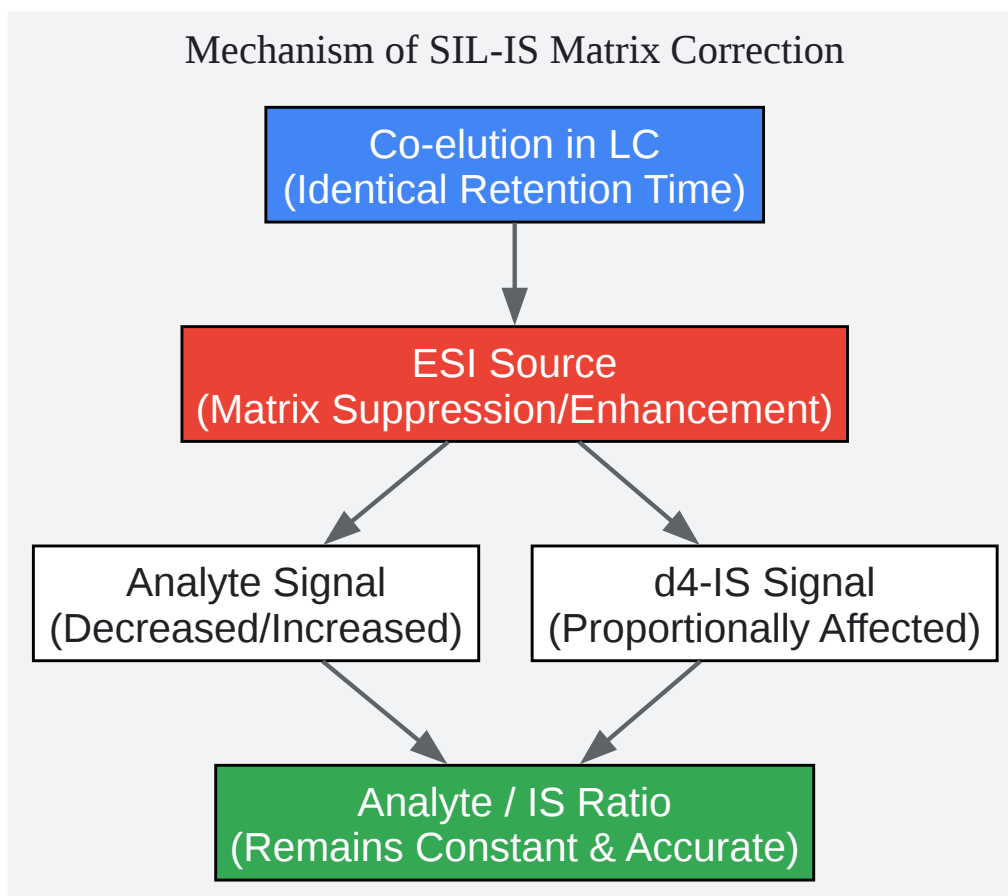 Mechanism of SIL-IS Matrix Correction
Co-elution in LC
(Identical Retention Time)
ESI Source
(Matrix Suppression/Enhancement)
Analyte Signal
(Decreased/Increased)
d4-IS Signal
(Proportionally Affected)
Analyte / IS Ratio
(Remains Constant & Accurate)